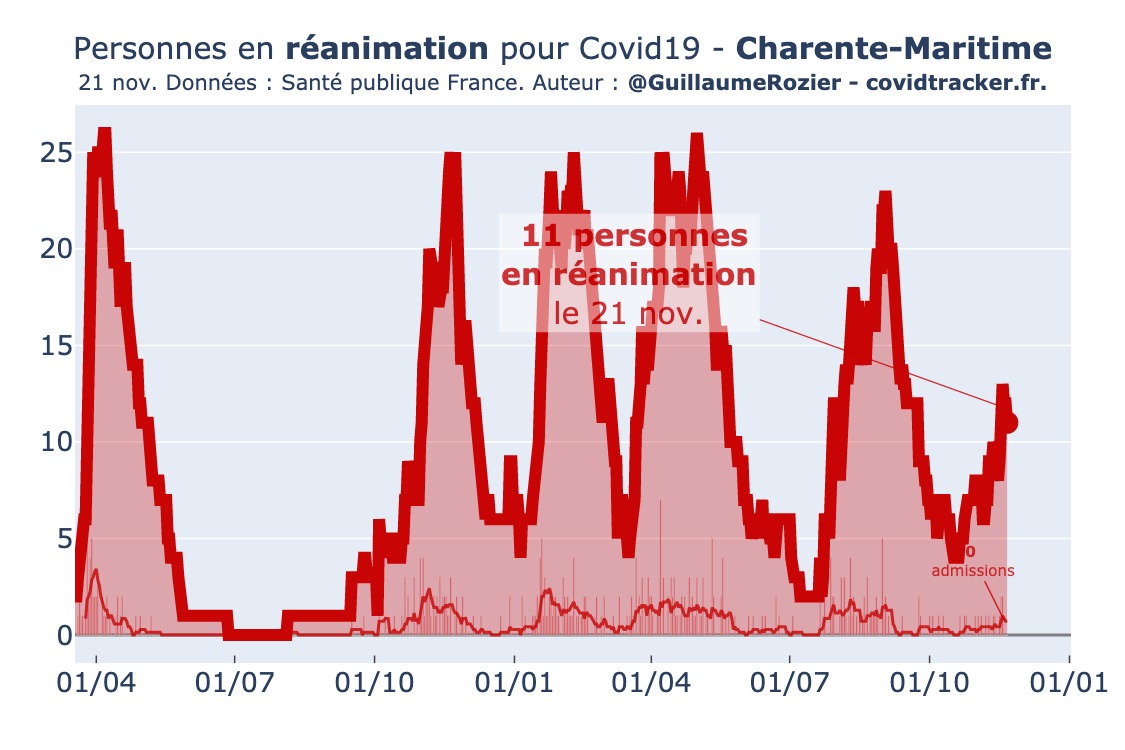 Personnes en réanimation pour Covid19 - Charente-Maritime
21 nov. Données : Santé publique France. Auteur : @GuillaumeRozier - covidtracker.fr.
25
20
15
10
5
0
11 personnes
en réanimation
le 21 nov.
0
admissions
01/04
01/07
01/10
01/01
01/04
01/07
01/10
01/01